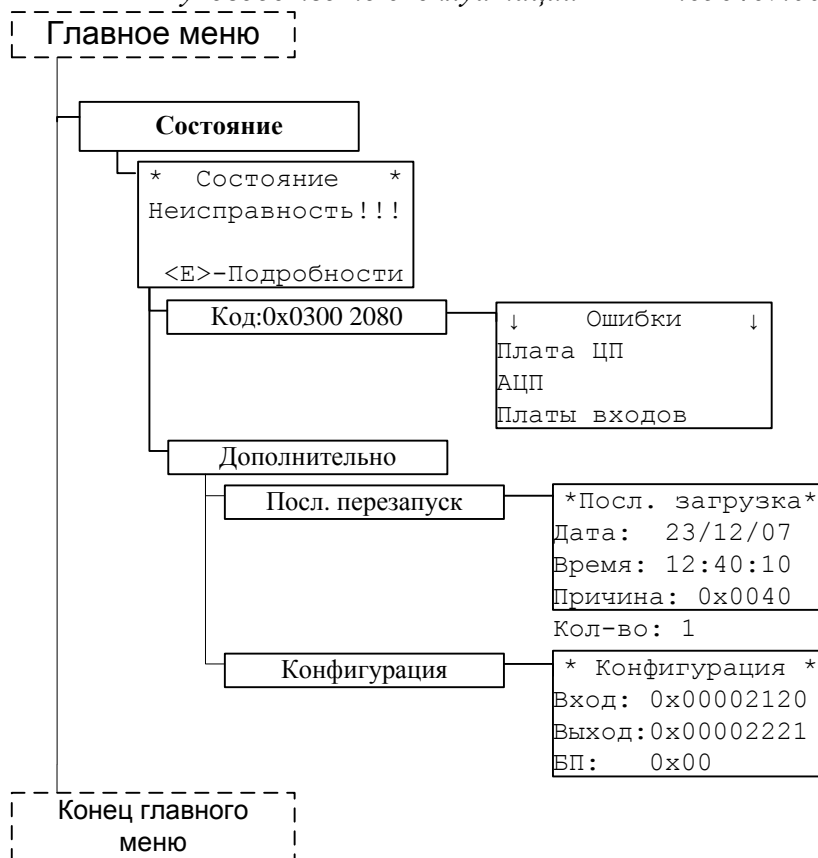 Главное меню
Состояние
* Состояние *
Неисправность!!!
<E>-Подробности
Код:0x0300 2080
↓ Ошибки ↓
Плата ЦП
АЦП
Платы входов
Дополнительно
Посл. перезапуск
*Посл. загрузка*
Дата: 23/12/07
Время: 12:40:10
Причина: 0x0040
Кол-во: 1
Конфигурация
* Конфигурация *
Вход: 0x00002120
Выход:0x00002221
БП: 0x00
Конец главного
меню